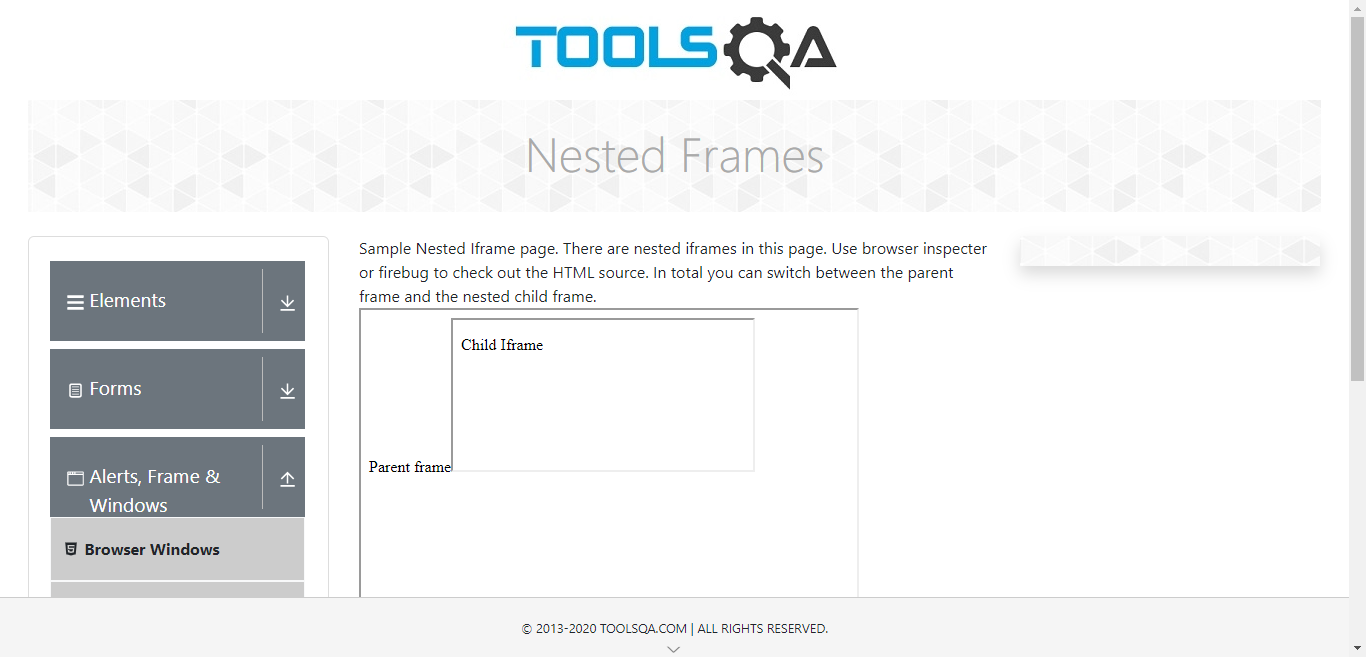 TOOLSQA
Nested Frames
Elements
Forms
Alerts, Frame &
Windows
Browser Windows
Sample Nested Iframe page. There are nested iframes in this page. Use browser inspecter
or firebug to check out the HTML source. In total you can switch between the parent
frame and the nested child frame.
Child Iframe
Parent frame
© 2013-2020 TOOLSQA.COM | ALL RIGHTS RESERVED.